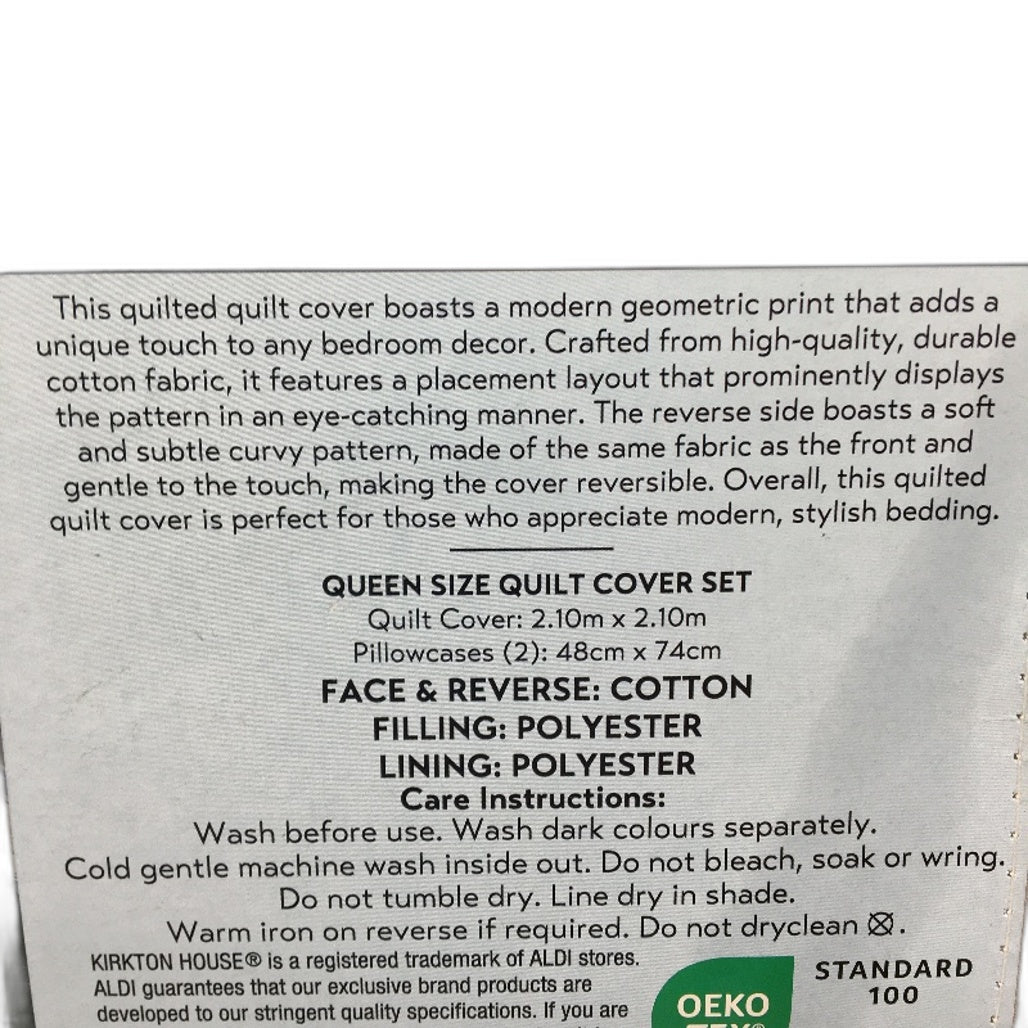 This quilted quilt cover boasts a modern geometric print that adds a
unique touch to any bedroom decor. Crafted from high-quality, durable
cotton fabric, it features a placement layout that prominently displays
the pattern in an eye-catching manner. The reverse side boasts a soft
and subtle curvy pattern, made of the same fabric as the front and
gentle to the touch, making the cover reversible. Overall, this quilted
quilt cover is perfect for those who appreciate modern, stylish bedding.
QUEEN SIZE QUILT COVER SET
Quilt Cover: 2.10m x 2.10m
Pillowcases (2): 48cm x 74cm
FACE & REVERSE: COTTON
FILLING: POLYESTER
LINING: POLYESTER
Care Instructions:
Wash before use. Wash dark colours separately.
Cold gentle machine wash inside out. Do not bleach, soak or wring.
Do not tumble dry. Line dry in shade.
Warm iron on reverse if required. Do not dryclean.
KIRKTON HOUSE® is a registered trademark of ALDI stores.
ALDI guarantees that our exclusive brand products are
developed to our stringent quality specifications. If you are
OEKO
STANDARD
100